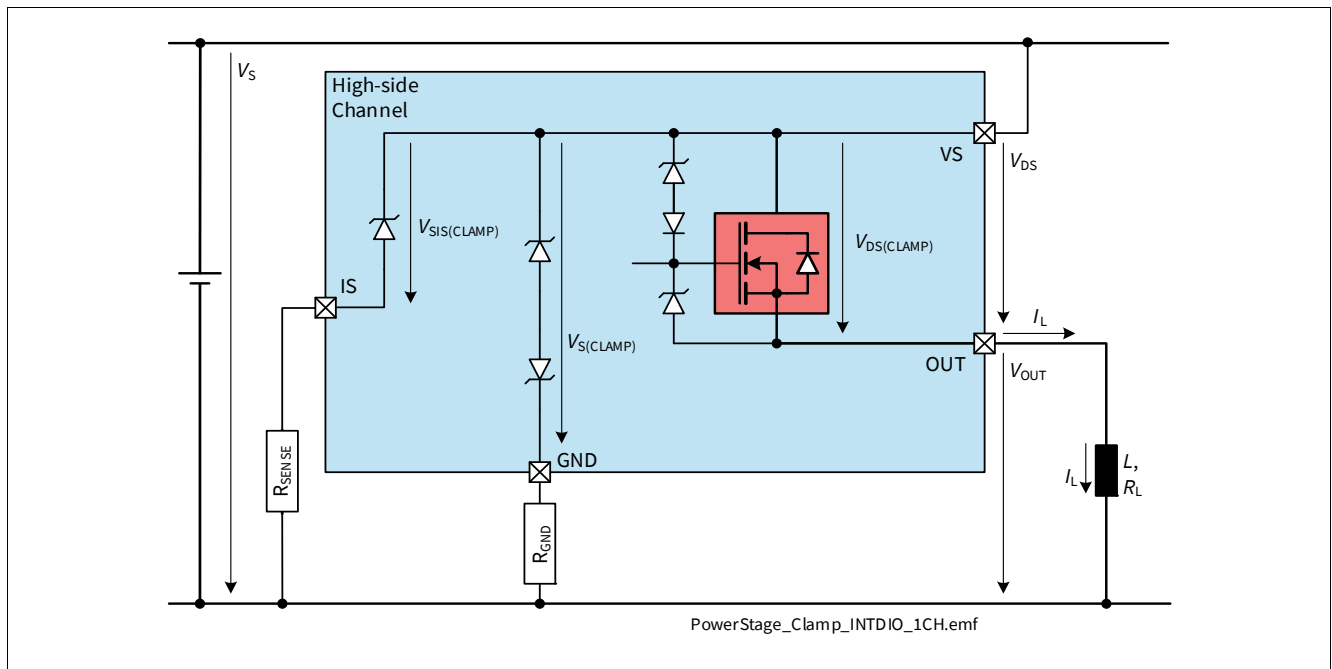 High-side
Channel
VS
VS
VDS
VSIS(CLAMP)
VDS(CLAMP)
IS
VS(CLAMP)
IL
OUT
VOUT
GND
RSENSE
RGND
IL
L,
RL
PowerStage_Clamp_INTDIO_1CH.emf